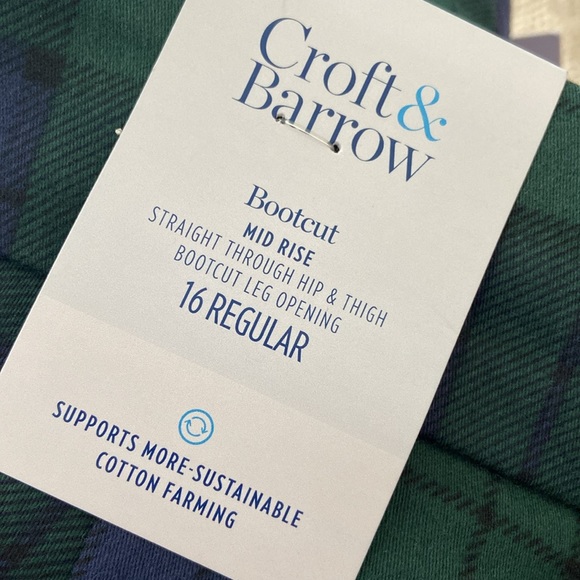 Croft&
Barrow
Bootcut
MID RISE
STRAIGHT THROUGH HIP & THIGH
BOOTCUT LEG OPENING
16 REGULAR
SUPPORTS MORE-SUSTAINABLE
COTTON FARMING